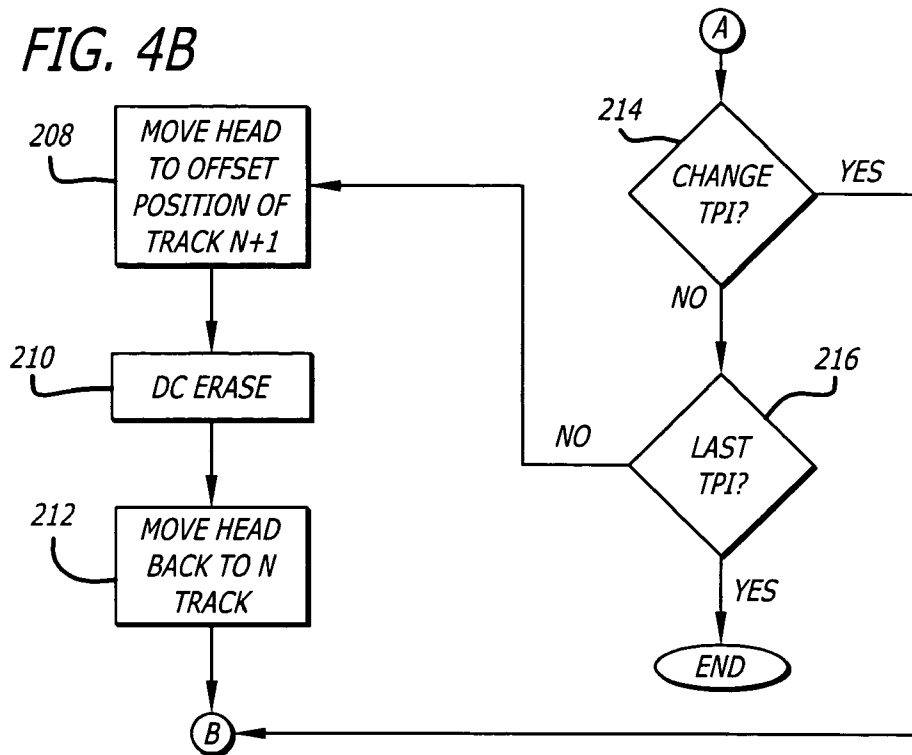 FIG. 4B
A
214
CHANGE
TPI?
YES
NO
216
LAST
TPI?
NO
YES
END
208
MOVE HEAD
TO OFFSET
POSITION OF
TRACK N+1
210
DC ERASE
212
MOVE HEAD
BACK TO N
TRACK
B